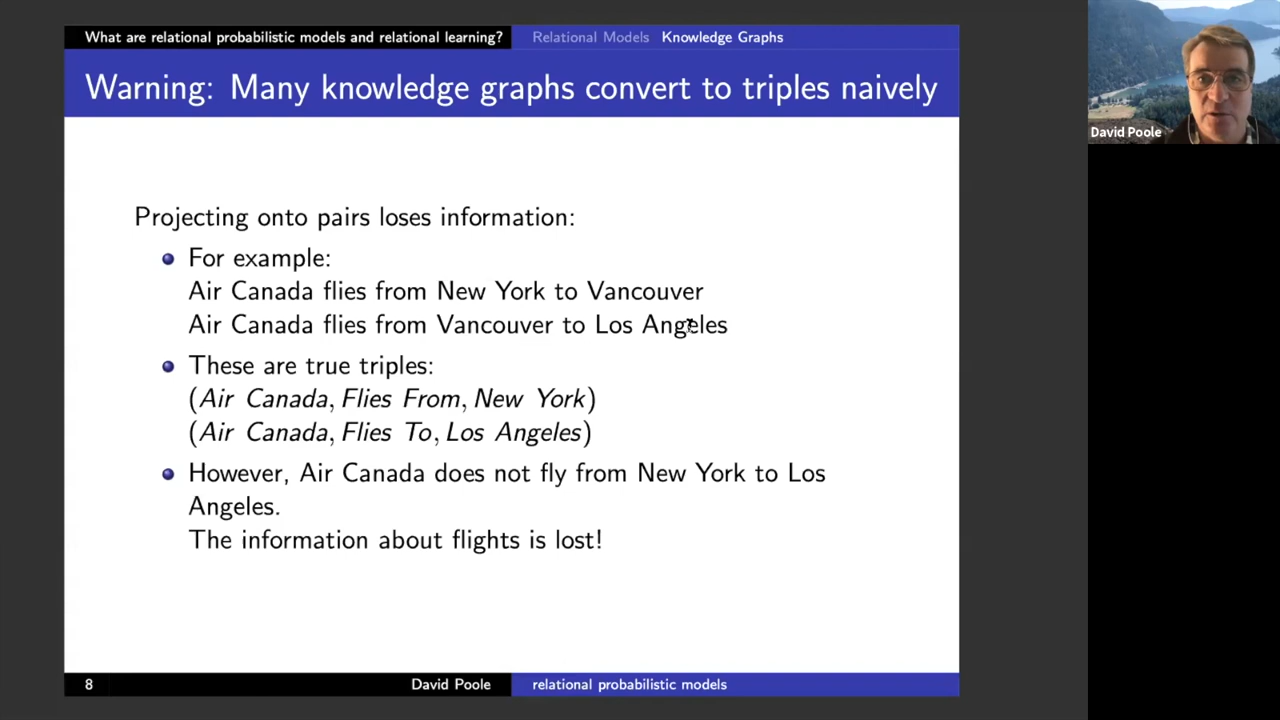 What are relational probabilistic models and relational learning? Relational Models Knowledge Graphs
Warning: Many knowledge graphs convert to triples naively
David Poole
Projecting onto pairs loses information:
For example:
Air Canada flies from New York to Vancouver
Air Canada flies from Vancouver to Los Angeles
These are true triples:
(Air Canada, Flies From, New York)
(Air Canada, Flies To, Los Angeles)
However, Air Canada does not fly from New York to Los
Angeles.
The information about flights is lost!
8 David Poole relational probabilistic models